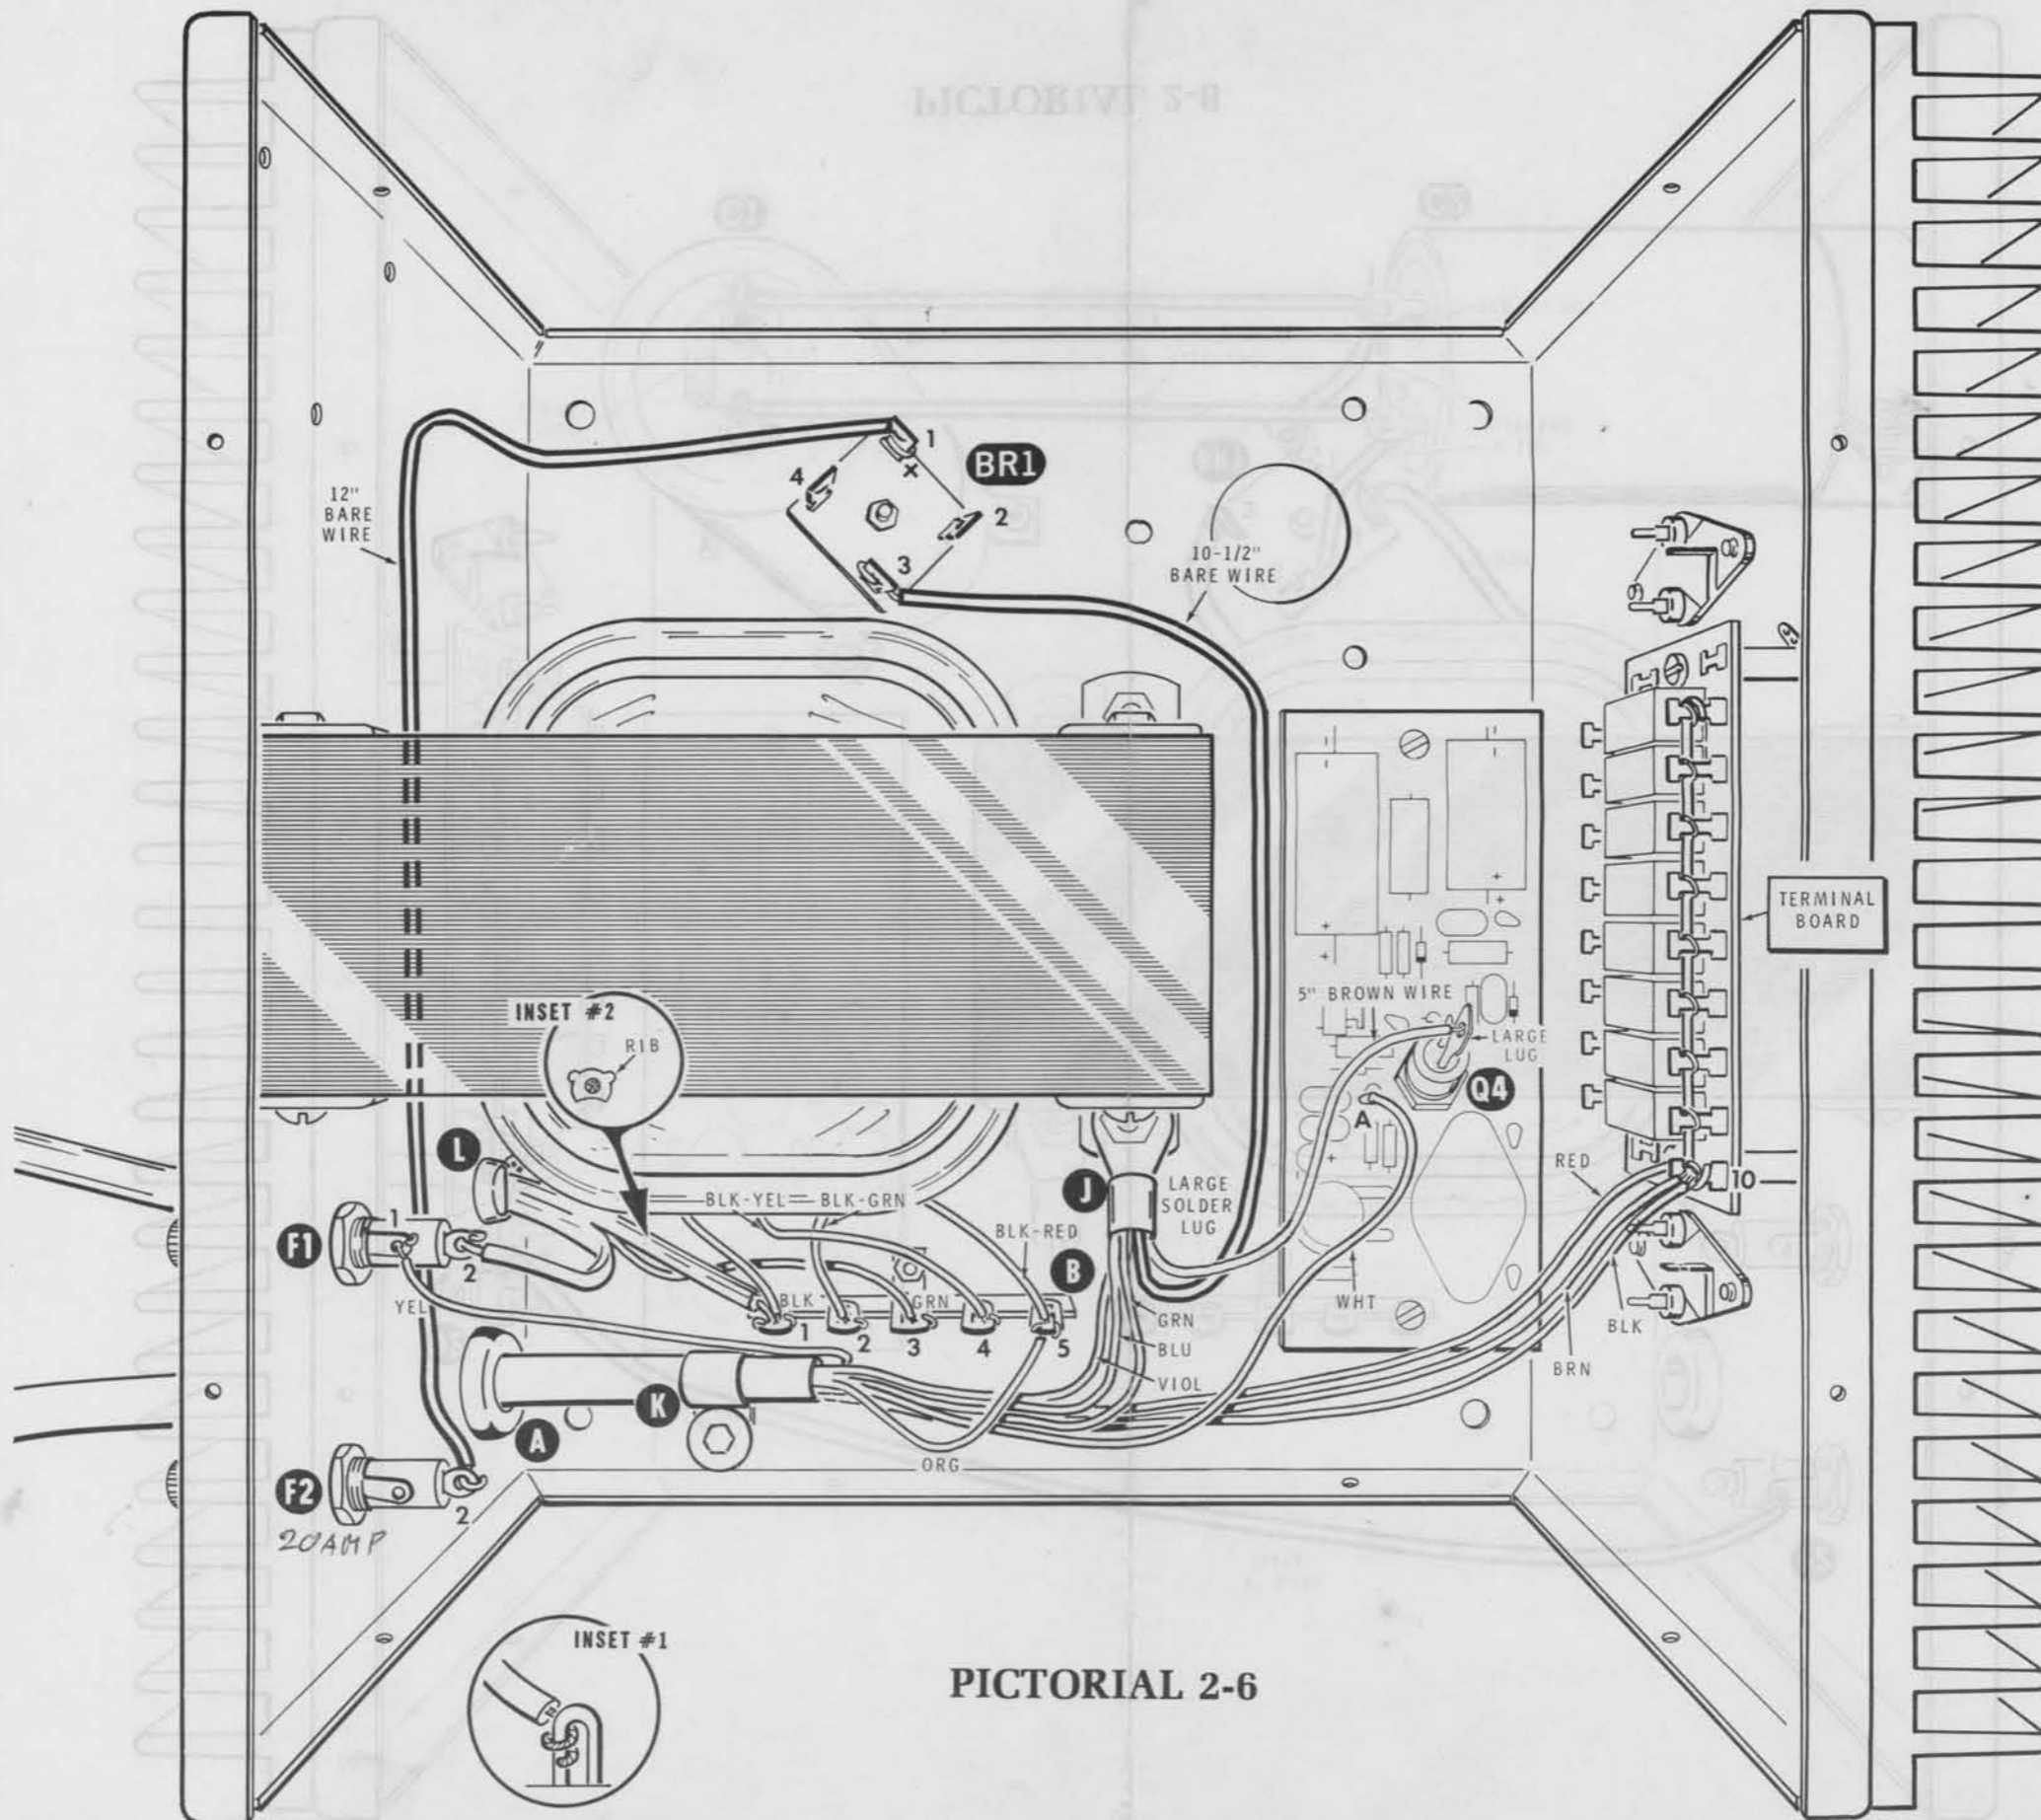 12"
BARE
WIRE
1
BR1
4
2
3
10-1/2"
BARE WIRE
TERMINAL
BOARD
INSET #2
RIB
5" BROWN WIRE
LARGE
LUG
Q4
A
L
BLK-YEL
BLK-GRN
J
LARGE
SOLDER
LUG
RED
10
F1
1
2
BLK-RED
B
YEL
BLK
GRN
1
2
3
4
5
GRN
BLU
VIOL
WHT
BLK
BRN
K
A
ORG
F2
2
20AMP
INSET #1
PICTORIAL 2-6